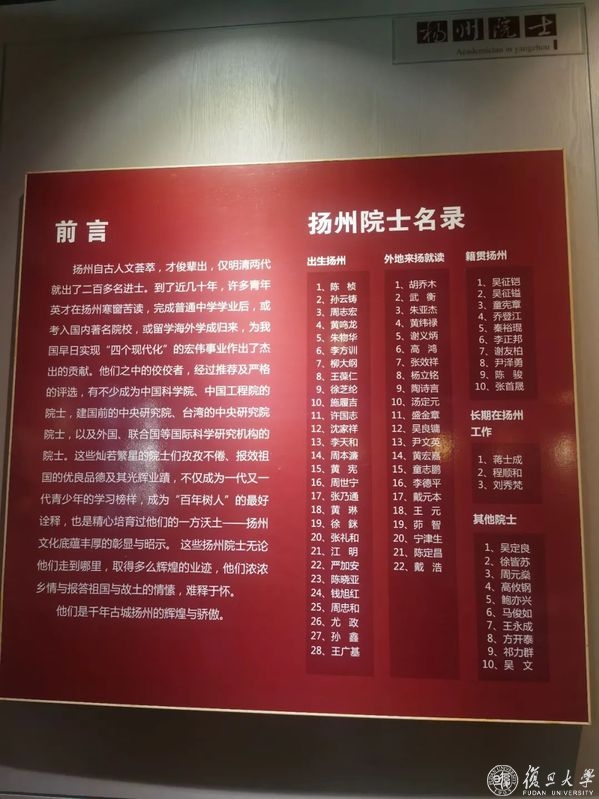 扬州院士
Academician in yangzhou
前言
扬州自古人文荟萃，才俊辈出，仅明清两代
就出了二百多名进士。到了近几十年，许多青年
英才在扬州寒窗苦读，完成普通中学学业后，或
考入国内著名院校，或留学海外学成归来，为我
国早日实现“四个现代化”的宏伟事业作出了杰
出的贡献。他们之中的佼佼者，经过推荐及严格
的评选，有不少成为中国科学院、中国工程院的
院士，建国前的中央研究院、台湾的中央研究院
院士，以及外国、联合国等国际科学研究机构的
院士。这些灿若繁星的院士们孜孜不倦、报效祖
国的优良品德及其光辉业蹟，不仅成为一代又一
代青少年的学习榜样，成为“百年树人”的最好
诠释，也是精心培育过他们的一方沃土——扬州
文化底蕴丰厚的彰显与昭示。 这些扬州院士无论
他们走到哪里，取得多么辉煌的业迹，他们浓浓
乡情与报答祖国与故土的情愫，难释于怀。
他们是千年古城扬州的辉煌与骄傲。
扬州院士名录
出生扬州
1、陈 桢
2、孙云铸
3、周志宏
4、黄鸣龙
5、朱物华
6、李方训
7、柳大纲
8、王葆仁
9、徐芝纶
10、施履吉
11、许国志
12、沈家祥
13、李天和
14、周本濂
15、黄 宪
16、周世宁
17、张乃通
18、黄 琳
19、徐 銤
20、张礼和
21、江 明
22、严加安
23、陈晓亚
24、钱旭红
25、周忠和
26、尤 政
27、孙 鑫
28、王广基
外地来扬就读
1、胡乔木
2、武 衡
3、朱亚杰
4、黄纬禄
5、谢义炳
6、高 鸿
7、张效祥
8、杨立铭
9、陶诗言
10、汤定元
11、盛金章
12、吴良镛
13、尹文英
14、黄宏嘉
15、童志鹏
16、李德平
17、戴元本
18、王 元
19、茆 智
20、宁津生
21、陈定昌
22、戴 浩
籍贯扬州
1、吴征铠
2、吴征镒
3、童宪章
4、乔登江
5、秦裕琨
6、李正邦
7、谢友柏
8、尹泽勇
9、陈 骏
10、张首晟
长期在扬州
工作
1、蒋士成
2、程顺和
3、刘秀梵
其他院士
1、吴定良
2、徐皆苏
3、周元燊
4、高攸钢
5、鲍亦兴
6、马俊如
7、王永成
8、方开泰
9、祁力群
10、吴 文
復旦大學
FUDAN UNIVERSITY